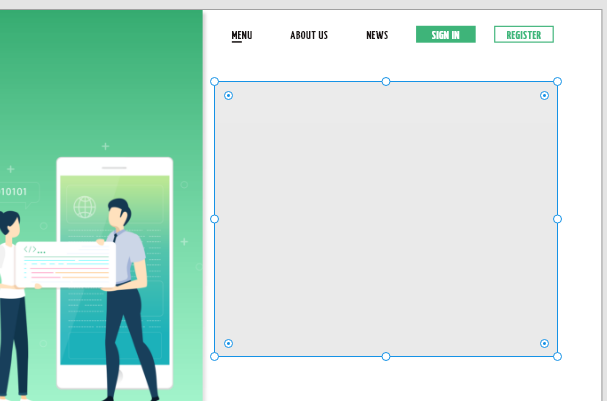 MENU ABOUT US NEWS SIGN IN REGISTER
10101
</>...